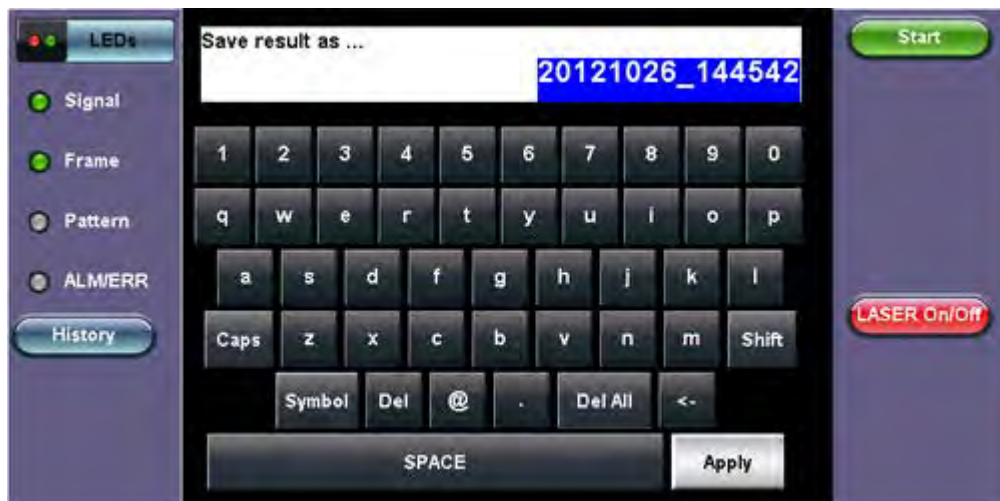 LEDs
Signal
Frame
Pattern
ALM/ERR
History
Save result as ...
20121026_144542
1 2 3 4 5 6 7 8 9 0
q w e r t y u i o p
a s d f g h j k l
Caps z x c v b n m Shift
Symbol Del @ . Del All <-
SPACE Apply
Start
LASER On/Off